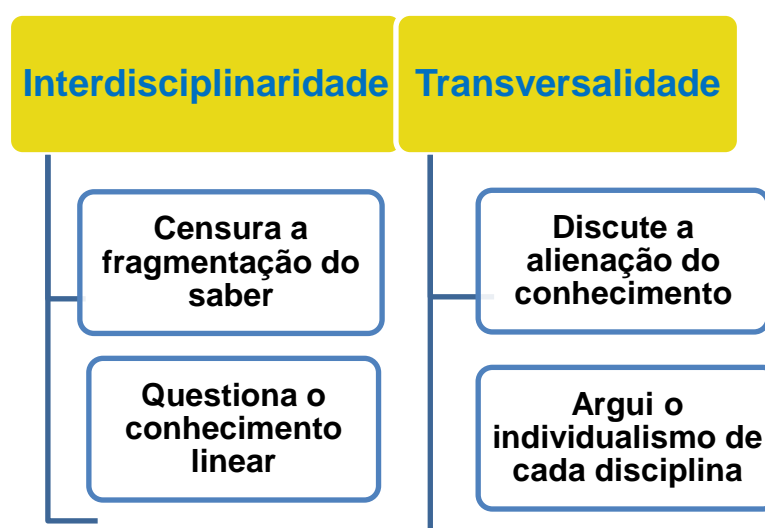 Interdisciplinaridade
Censura a
fragmentação do
saber
Questiona o
conhecimento
linear
Transversalidade
Discute a
alienação do
conhecimento
Argui o
individualismo de
cada disciplina